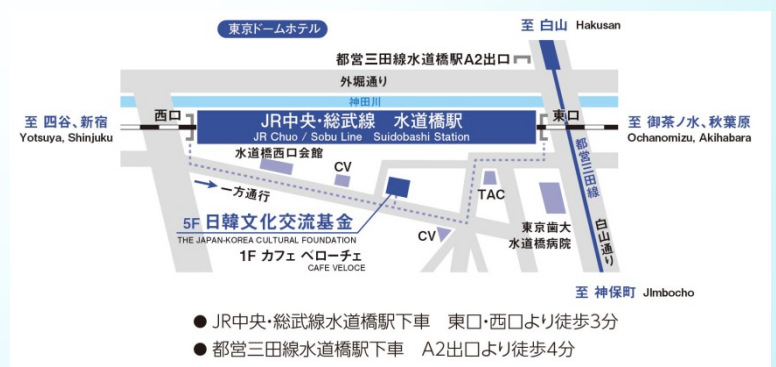 東京ドームホテル
至 白山 Hakusan
都営三田線水道橋駅A2出口
外堀通り
神田川
西口
JR中央・総武線 水道橋駅
JR Chuo / Sobu Line Suidobashi Station
東口
至 四谷、新宿
Yotsuya, Shinjuku
至 御茶ノ水、秋葉原
Ochanomizu, Akihabara
水道橋西口会館
CV
一方通行
TAC
都営三田線
5F 日韓文化交流基金
THE JAPAN-KOREA CULTURAL FOUNDATION
1F カフェ ベローチェ
CAFE VELOCE
CV
東京歯大
水道橋病院
白山通り
至 神保町 JImbocho
● JR中央・総武線水道橋駅下車 東口・西口より徒歩3分
● 都営三田線水道橋駅下車 A2出口より徒歩4分